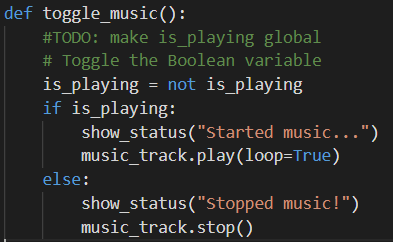 def toggle_music():
    #TODO: make is_playing global
    # Toggle the Boolean variable
    is_playing = not is_playing
    if is_playing:
        show_status("Started music...")
        music_track.play(loop=True)
    else:
        show_status("Stopped music!")
        music_track.stop()